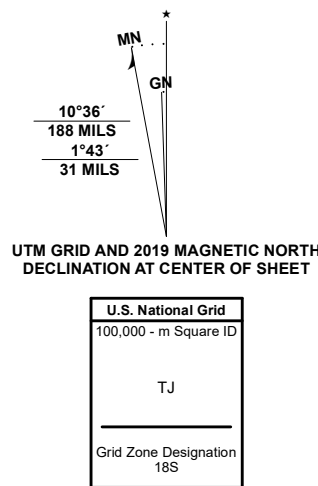 ★
MN
GN
10°36´
188 MILS
1°43´
31 MILS
UTM GRID AND 2019 MAGNETIC NORTH
DECLINATION AT CENTER OF SHEET
U.S. National Grid
100,000 - m Square ID
TJ
Grid Zone Designation
18S